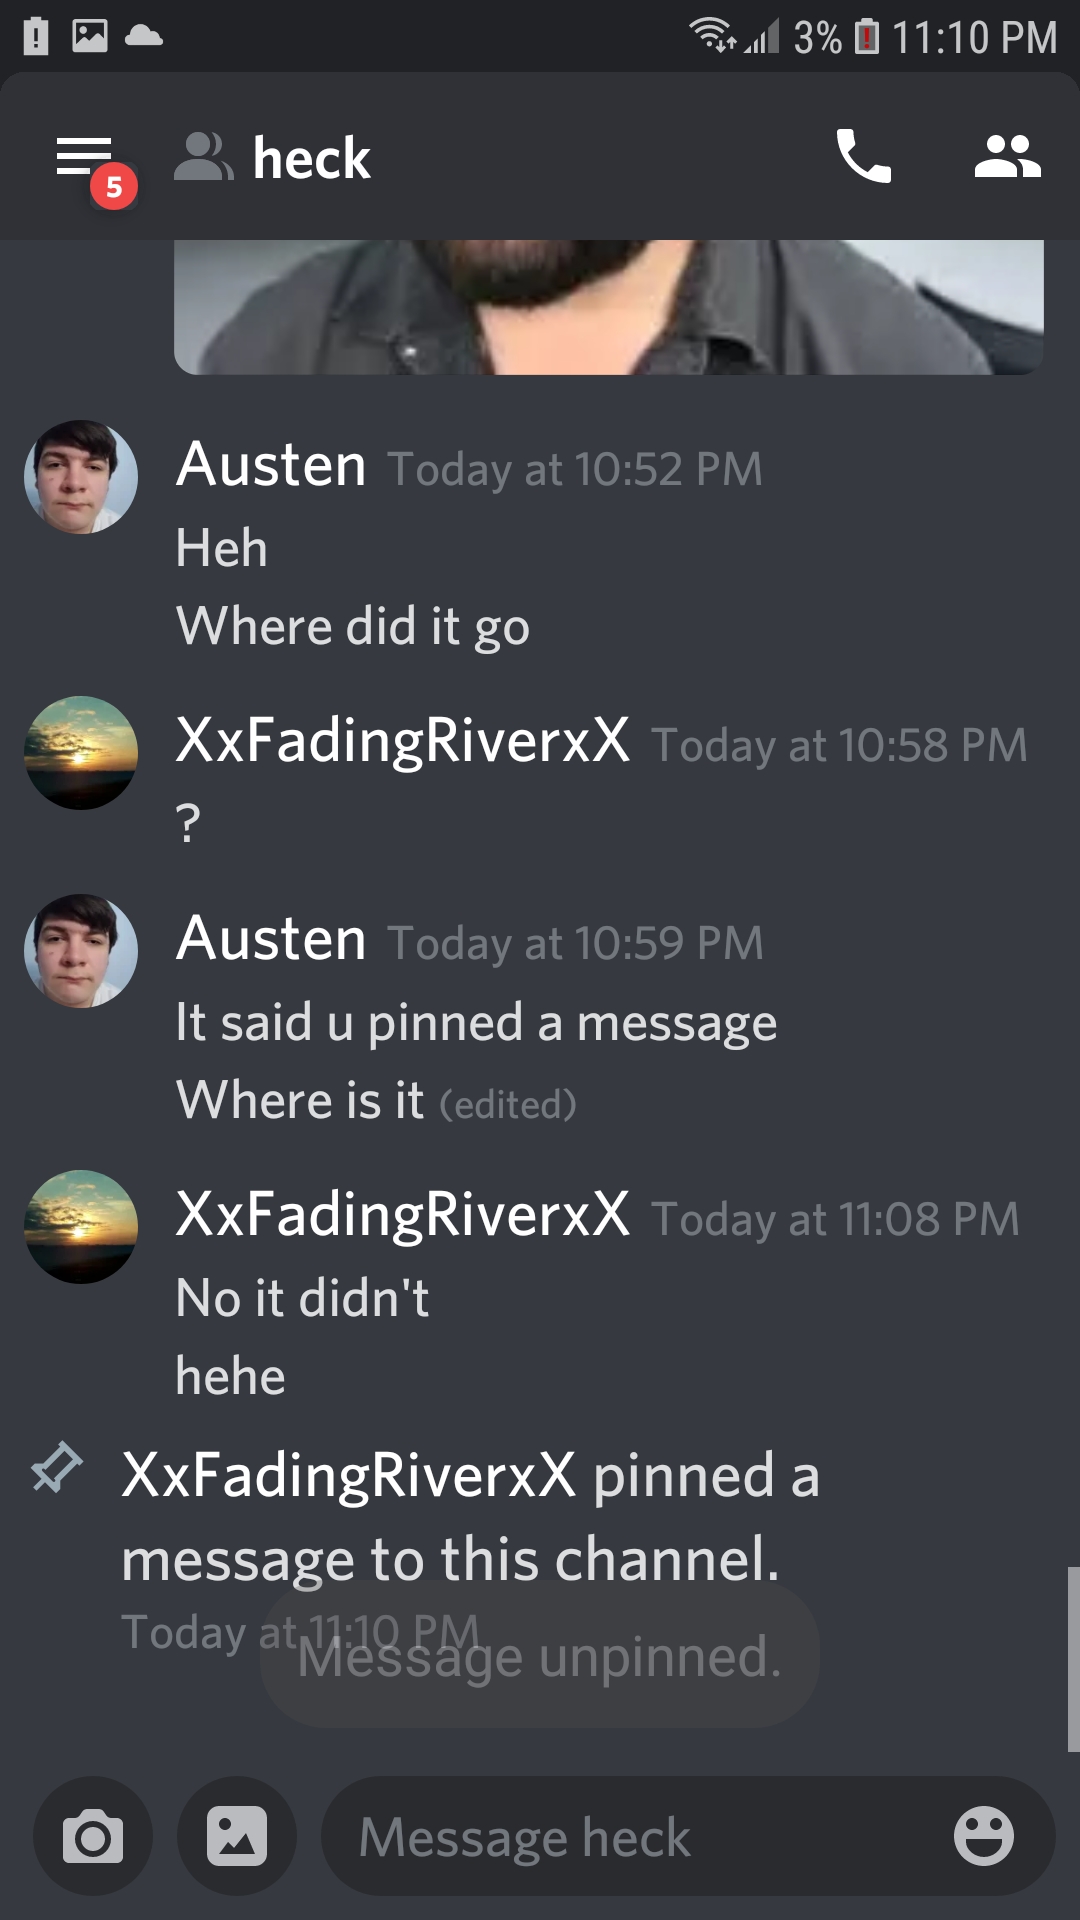 3% 11:10 PM
heck
5
Austen Today at 10:52 PM
Heh
Where did it go
XxFadingRiverxX Today at 10:58 PM
?
Austen Today at 10:59 PM
It said u pinned a message
Where is it (edited)
XxFadingRiverxX Today at 11:08 PM
No it didn't
hehe
XxFadingRiverxX pinned a
message to this channel.
Today at 11:10 PM
Message unpinned.
Message heck